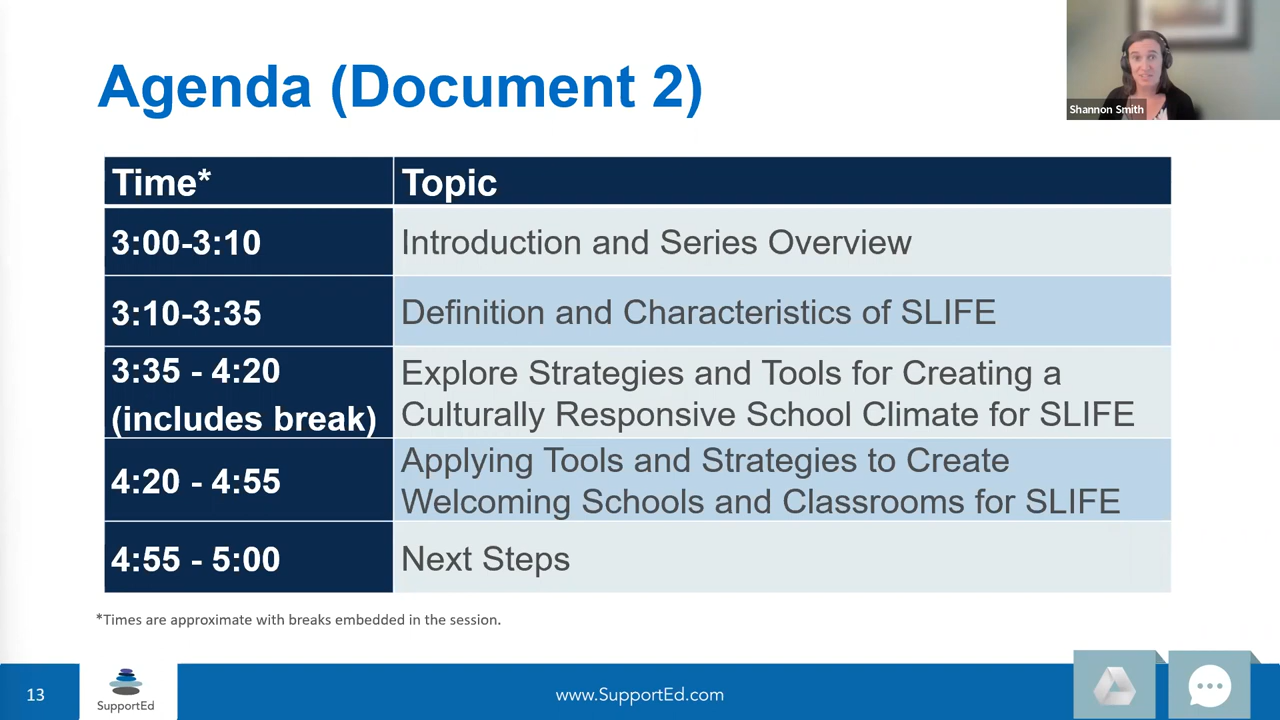 Agenda (Document 2)
Shannon Smith
Time* Topic
3:00-3:10 Introduction and Series Overview
3:10-3:35 Definition and Characteristics of SLIFE
3:35 - 4:20
(includes break)
Explore Strategies and Tools for Creating a
Culturally Responsive School Climate for SLIFE
4:20 - 4:55
Applying Tools and Strategies to Create
Welcoming Schools and Classrooms for SLIFE
4:55 - 5:00 Next Steps
*Times are approximate with breaks embedded in the session.
13
SupportEd
www.SupportEd.com